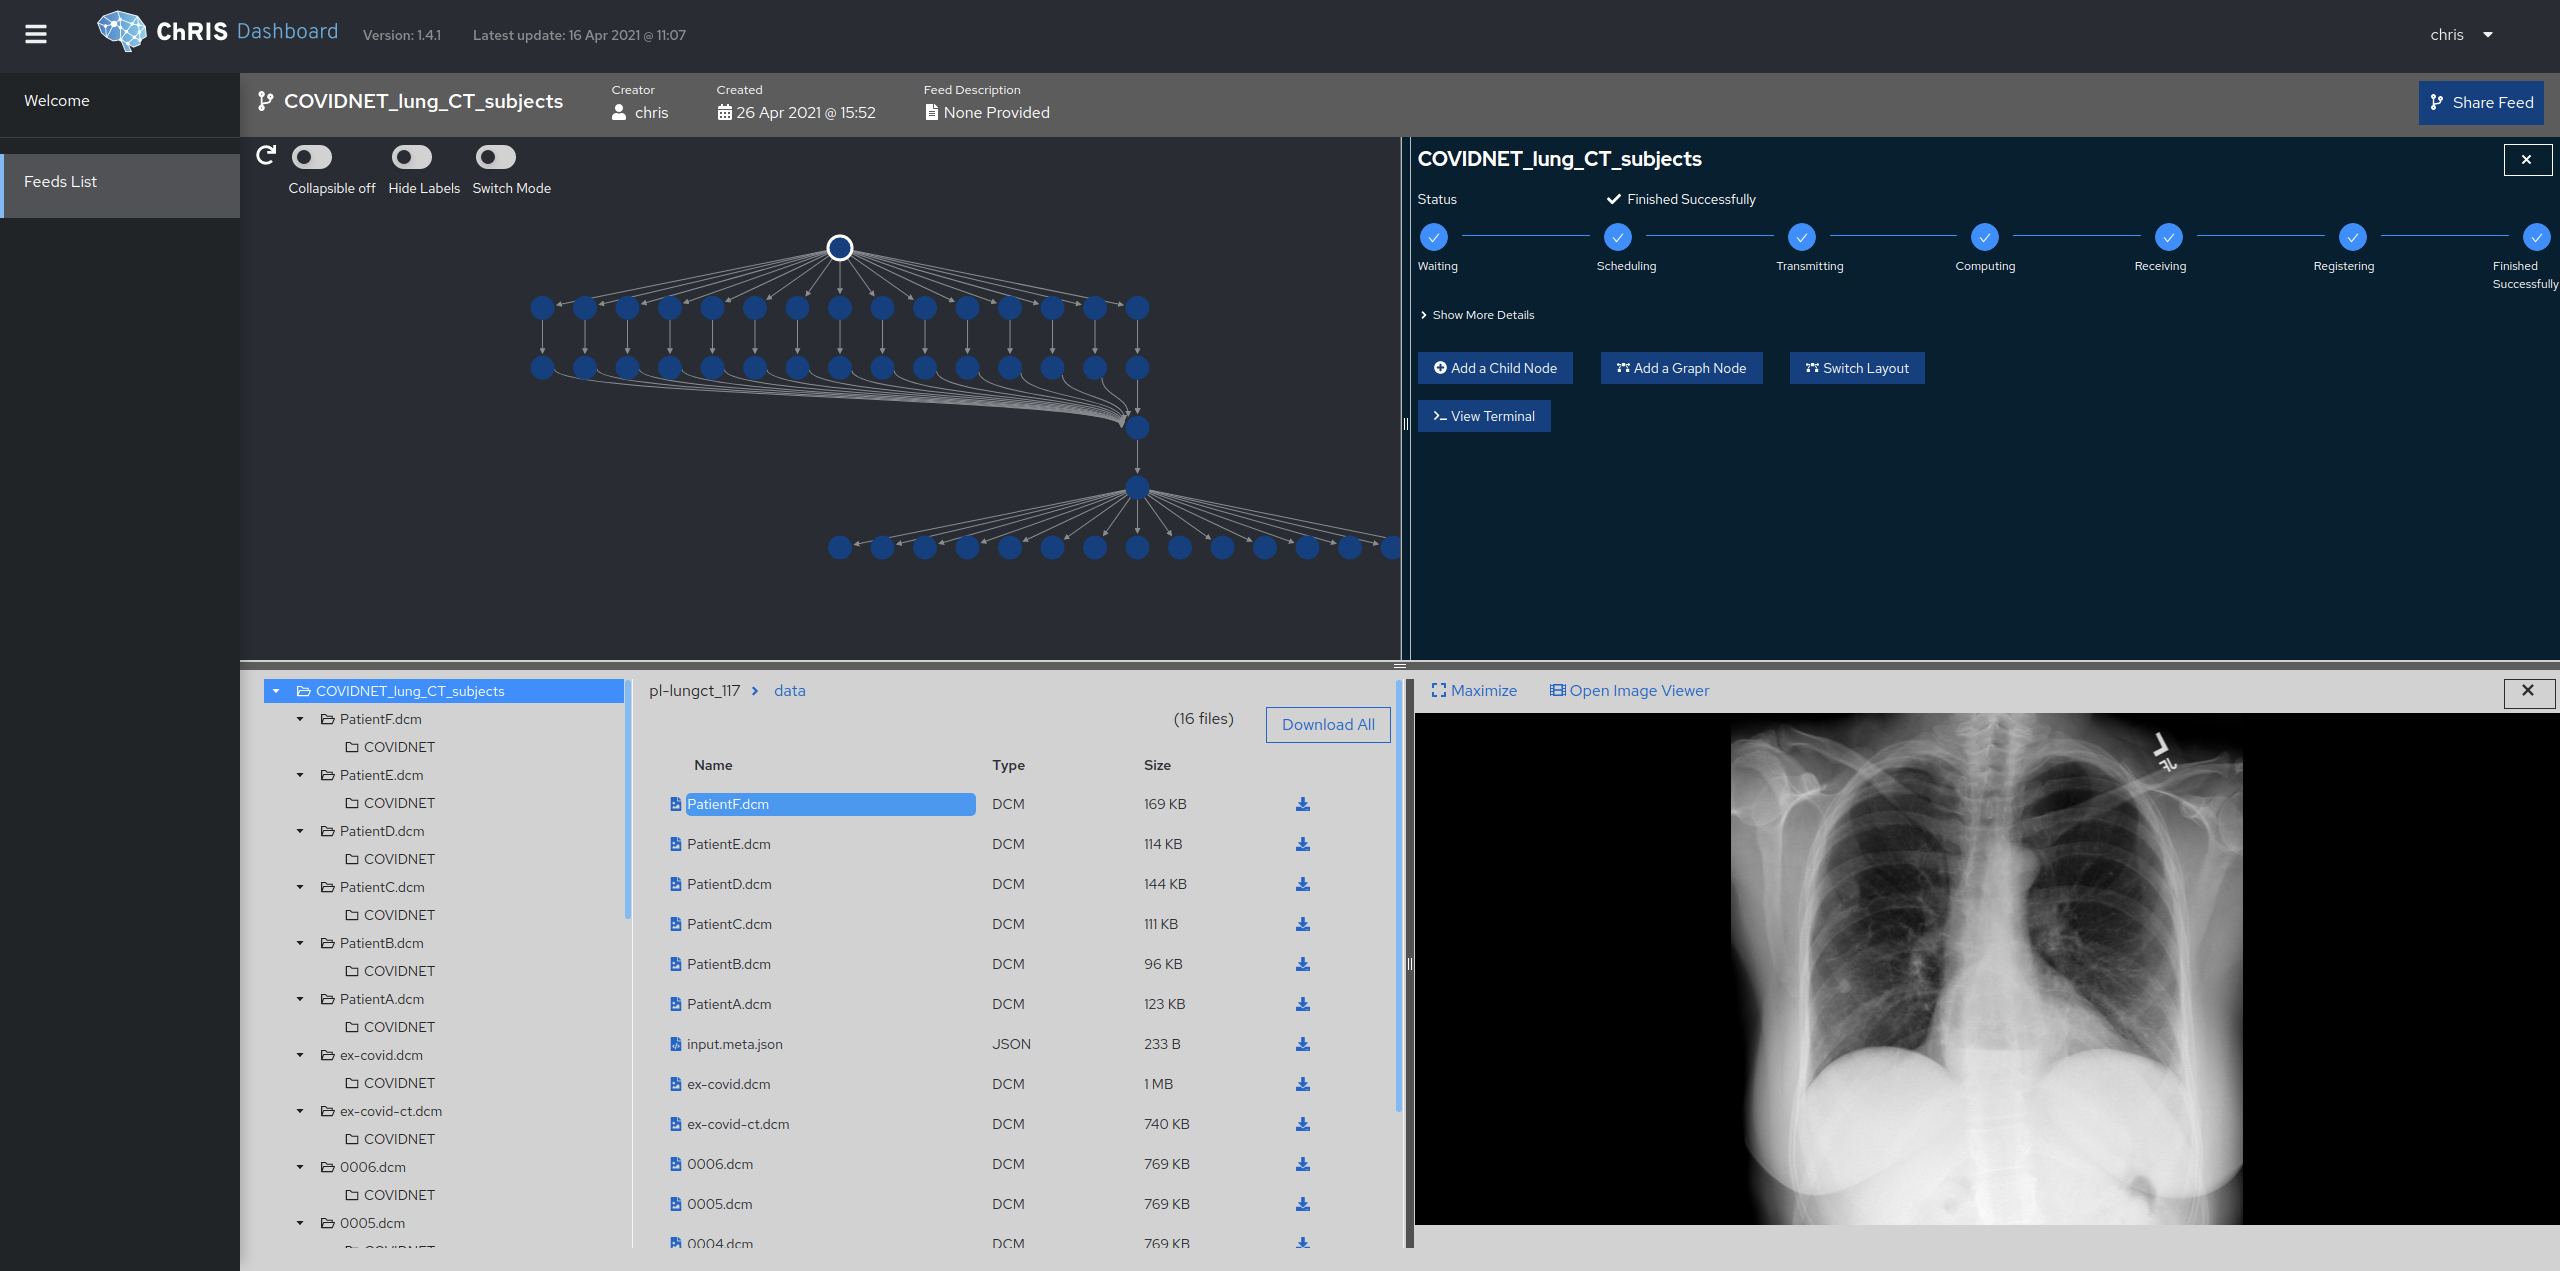 ChRIS Dashboard Version: 1.4.1 Latest update: 16 Apr 2021 @ 11:07 chris
Welcome
Feeds List
COVIDNET_lung_CT_subjects
Creator
chris
Created
26 Apr 2021 @ 15:52
Feed Description
None Provided
Share Feed
Collapsible off Hide Labels Switch Mode
COVIDNET_lung_CT_subjects
Status Finished Successfully
Waiting Scheduling Transmitting Computing Receiving Registering Finished
Successfully
Show More Details
Add a Child Node Add a Graph Node Switch Layout
View Terminal
COVIDNET_lung_CT_subjects
PatientF.dcm
COVIDNET
PatientE.dcm
COVIDNET
PatientD.dcm
COVIDNET
PatientC.dcm
COVIDNET
PatientB.dcm
COVIDNET
PatientA.dcm
COVIDNET
ex-covid.dcm
COVIDNET
ex-covid-ct.dcm
COVIDNET
0006.dcm
COVIDNET
0005.dcm
pl-lungct_117 data
(16 files) Download All
Name Type Size
PatientF.dcm DCM 169 KB
PatientE.dcm DCM 114 KB
PatientD.dcm DCM 144 KB
PatientC.dcm DCM 111 KB
PatientB.dcm DCM 96 KB
PatientA.dcm DCM 123 KB
input.meta.json JSON 233 B
ex-covid.dcm DCM 1 MB
ex-covid-ct.dcm DCM 740 KB
0006.dcm DCM 769 KB
0005.dcm DCM 769 KB
0004.dcm DCM 769 KB
Maximize Open Image Viewer
L